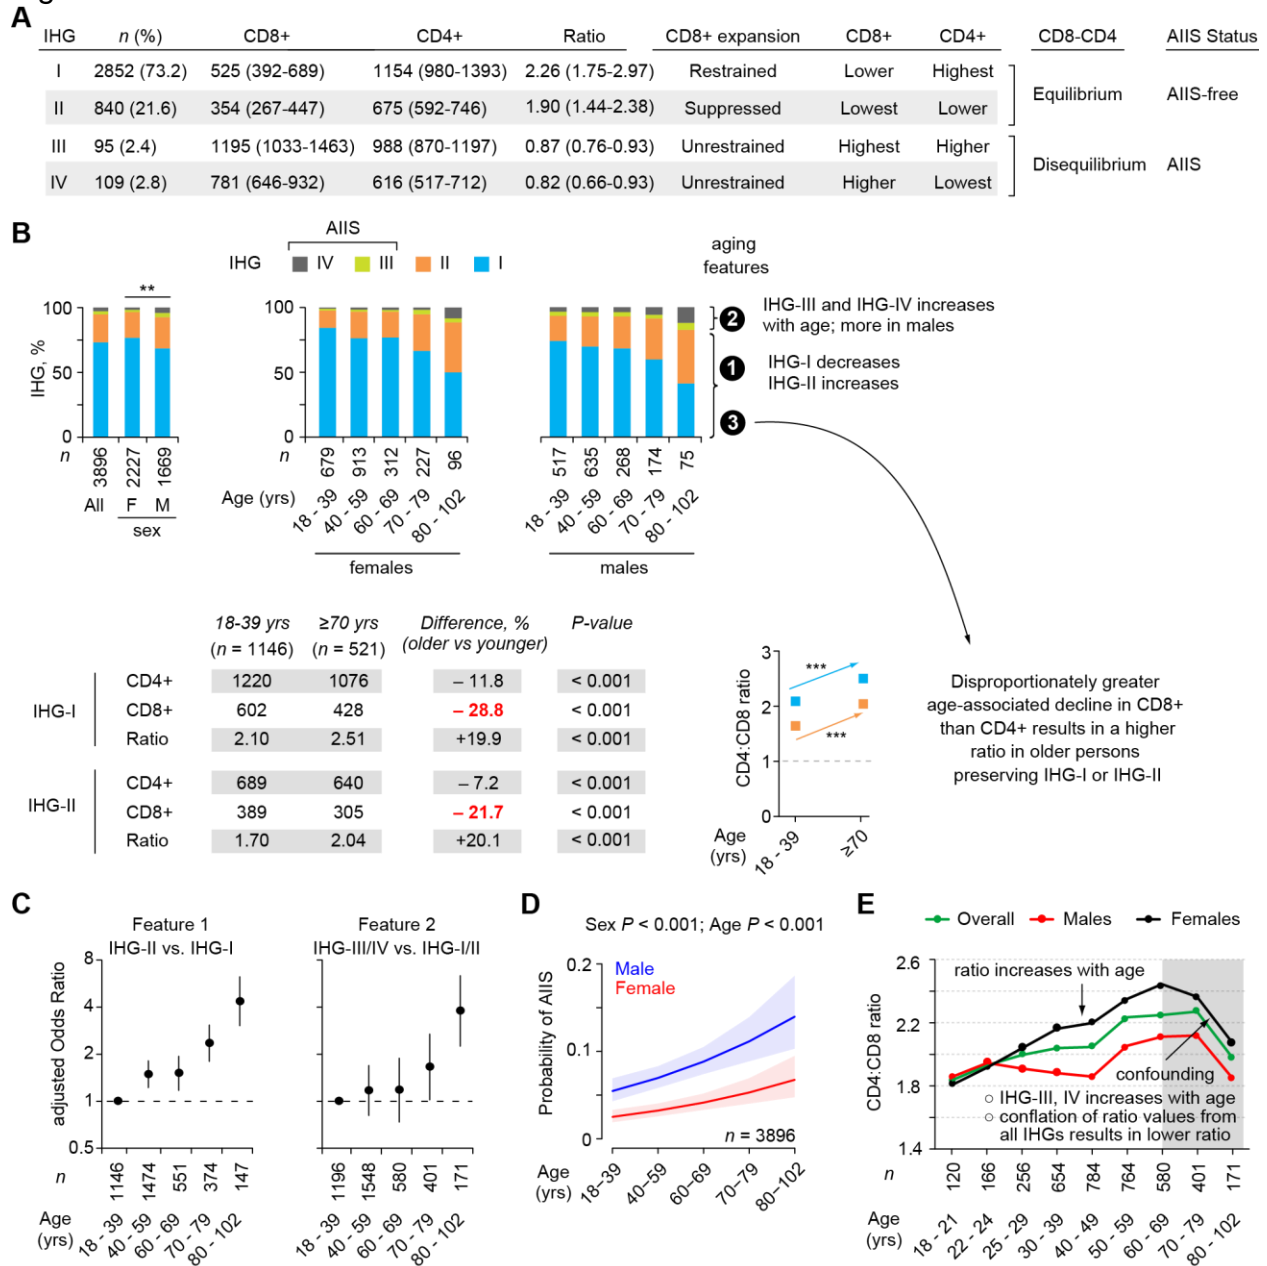 A
IHG n (%) CD8+ CD4+ Ratio CD8+ expansion CD8+ CD4+ CD8-CD4 AIIS Status
I 2852 (73.2) 525 (392-689) 1154 (980-1393) 2.26 (1.75-2.97) Restrained Lower Highest
II 840 (21.6) 354 (267-447) 675 (592-746) 1.90 (1.44-2.38) Suppressed Lowest Lower
Equilibrium AIIS-free
III 95 (2.4) 1195 (1033-1463) 988 (870-1197) 0.87 (0.76-0.93) Unrestrained Highest Higher
IV 109 (2.8) 781 (646-932) 616 (517-712) 0.82 (0.66-0.93) Unrestrained Higher Lowest
Disequilibrium AIIS
B
AIIS
IHG IV III II I
aging
features
**
100
50
0
IHG, %
n
3896 2227 1669
All F M
sex
100
50
0
n
679 913 312 227 96
Age (yrs)
18 - 39 40 - 59 60 - 69 70 - 79 80 - 102
females
517 635 268 174 75
18 - 39 40 - 59 60 - 69 70 - 79 80 - 102
males
2 IHG-III and IHG-IV increases
with age; more in males
1 IHG-I decreases
IHG-II increases
3
18-39 yrs ≥70 yrs Difference, % P-value
(n = 1146) (n = 521) (older vs younger)
IHG-I
CD4+ 1220 1076 – 11.8 < 0.001
CD8+ 602 428 – 28.8 < 0.001
Ratio 2.10 2.51 +19.9 < 0.001
IHG-II
CD4+ 689 640 – 7.2 < 0.001
CD8+ 389 305 – 21.7 < 0.001
Ratio 1.70 2.04 +20.1 < 0.001
CD4:CD8 ratio
3
2
1
0
***
***
Age
(yrs)
18 - 39 ≥70
Disproportionately greater
age-associated decline in CD8+
than CD4+ results in a higher
ratio in older persons
preserving IHG-I or IHG-II
C
Feature 1
IHG-II vs. IHG-I
Feature 2
IHG-III/IV vs. IHG-I/II
adjusted Odds Ratio
8
4
2
1
0.5
n
1146 1474 551 374 147
1196 1548 580 401 171
Age
(yrs)
18 - 39 40 - 59 60 - 69 70 - 79 80 - 102
18 - 39 40 - 59 60 - 69 70 - 79 80 - 102
D
Sex P < 0.001; Age P < 0.001
Probability of AIIS
0.2
0.1
0
Male
Female
n = 3896
Age
(yrs)
18–39 40–59 60–69 70–79 80–102
E
Overall Males Females
CD4:CD8 ratio
2.6
2.2
1.8
1.4
ratio increases with age
confounding
○ IHG-III, IV increases with age
○ conflation of ratio values from
all IHGs results in lower ratio
n
120 166 256 654 784 764 580 401 171
Age
(yrs)
18 - 21 22 - 24 25 - 29 30 - 39 40 - 49 50 - 59 60 - 69 70 - 79 80 - 102